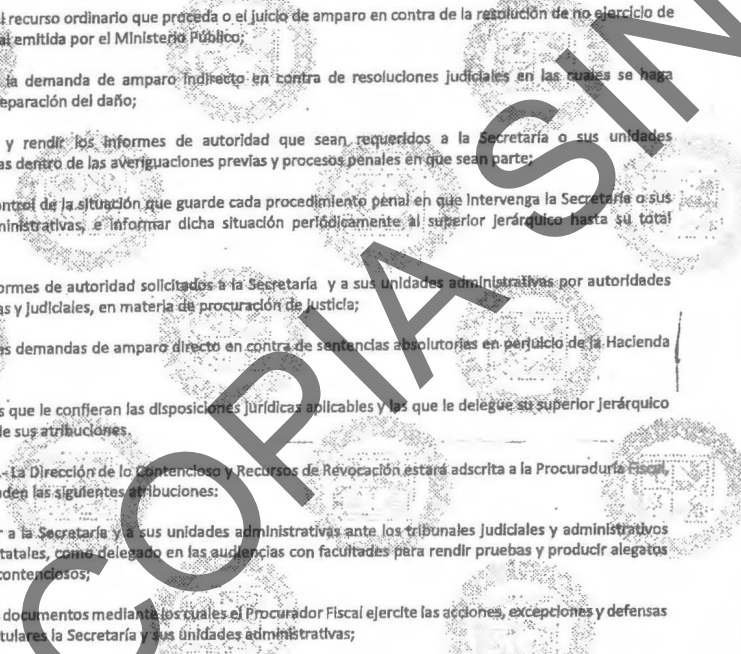 l recurso ordinario que proceda o el juicio de amparo en contra de la resolución de no ejercicio de
al emitida por el Ministerio Público;
la demanda de amparo indirecto en contra de resoluciones judiciales en las cuales se haga
eparación del daño;
y rendir los informes de autoridad que sean requeridos a la Secretaría o sus unidades
as dentro de las averiguaciones previas y procesos penales en que sean parte;
ontrol de la situación que guarde cada procedimiento penal en que intervenga la Secretaría o sus
ministrativas, e informar dicha situación periódicamente al superior jerárquico hasta su total
ormes de autoridad solicitados a la Secretaría y a sus unidades administrativas por autoridades
as y judiciales, en materia de procuración de justicia;
as demandas de amparo directo en contra de sentencias absolutorias en perjuicio de la Hacienda
s que le confieran las disposiciones jurídicas aplicables y las que le delegue su superior jerárquico
de sus atribuciones.
.- La Dirección de lo Contencioso y Recursos de Revocación estará adscrita a la Procuraduría Fiscal,
nden las siguientes atribuciones:
r a la Secretaría y a sus unidades administrativas ante los tribunales judiciales y administrativos
tatales, como delegado en las audiencias con facultades para rendir pruebas y producir alegatos
contenciosos;
documentos mediante los cuales el Procurador Fiscal ejercite las acciones, excepciones y defensas
tulares la Secretaría y sus unidades administrativas;
COPIA SIN